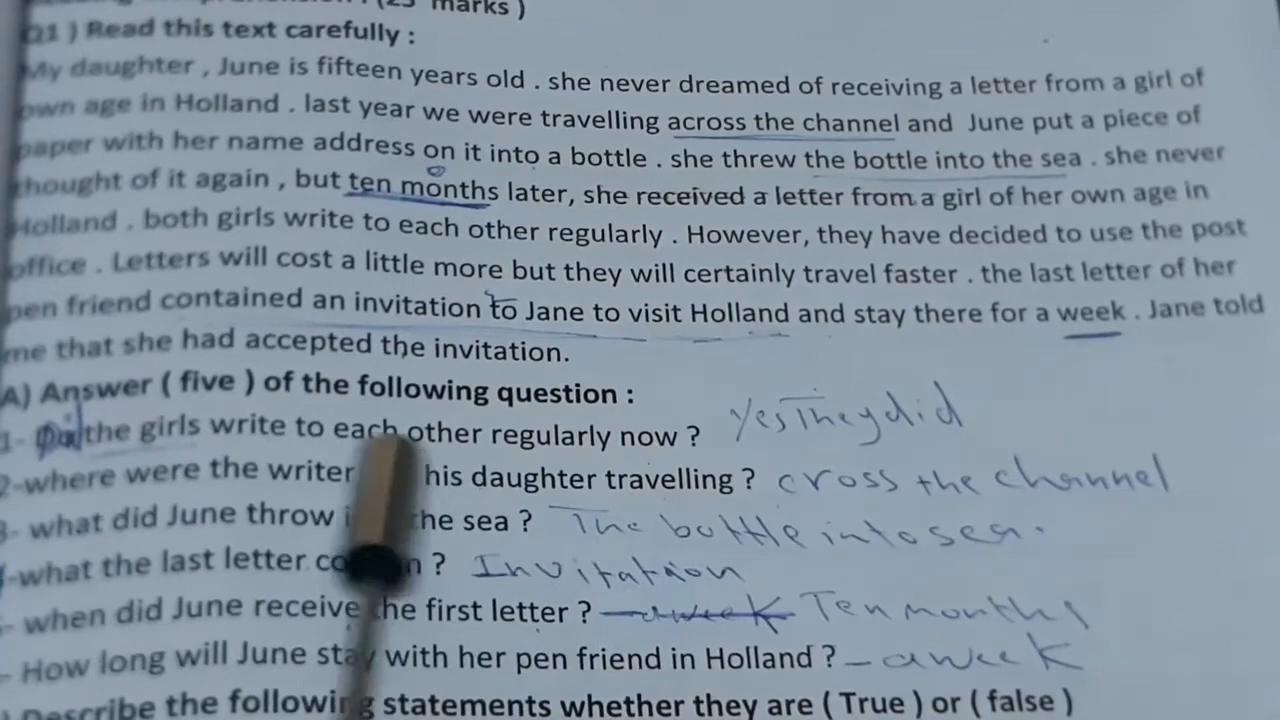 marks )
Q1 ) Read this text carefully :
My daughter , June is fifteen years old . she never dreamed of receiving a letter from a girl of
own age in Holland . last year we were travelling across the channel and June put a piece of
paper with her name address on it into a bottle . she threw the bottle into the sea . she never
thought of it again , but ten months later, she received a letter from a girl of her own age in
Holland . both girls write to each other regularly . However, they have decided to use the post
office . Letters will cost a little more but they will certainly travel faster . the last letter of her
pen friend contained an invitation to Jane to visit Holland and stay there for a week . Jane told
me that she had accepted the invitation.
A) Answer ( five ) of the following question :
1- the girls write to each other regularly now ? Yes They did
2-where were the writer his daughter travelling ? cross the channel
3- what did June throw the sea ? The bottle into sea.
-what the last letter ? Invitataion
- when did June receive the first letter ? a week Ten months
- How long will June stay with her pen friend in Holland ? - a week
Describe the following statements whether they are ( True ) or ( false )